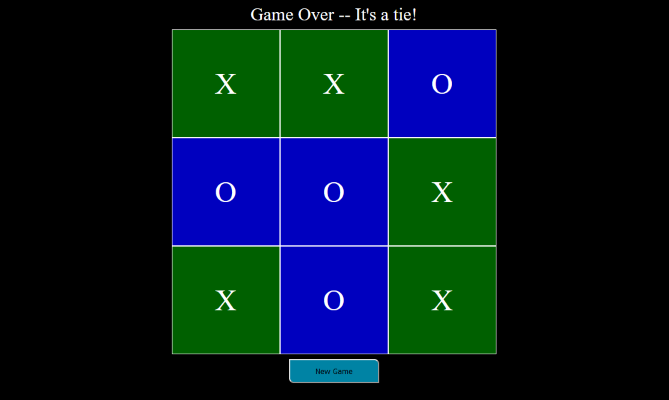 Game Over -- It's a tie!
X X O
O O X
X O X
New Game